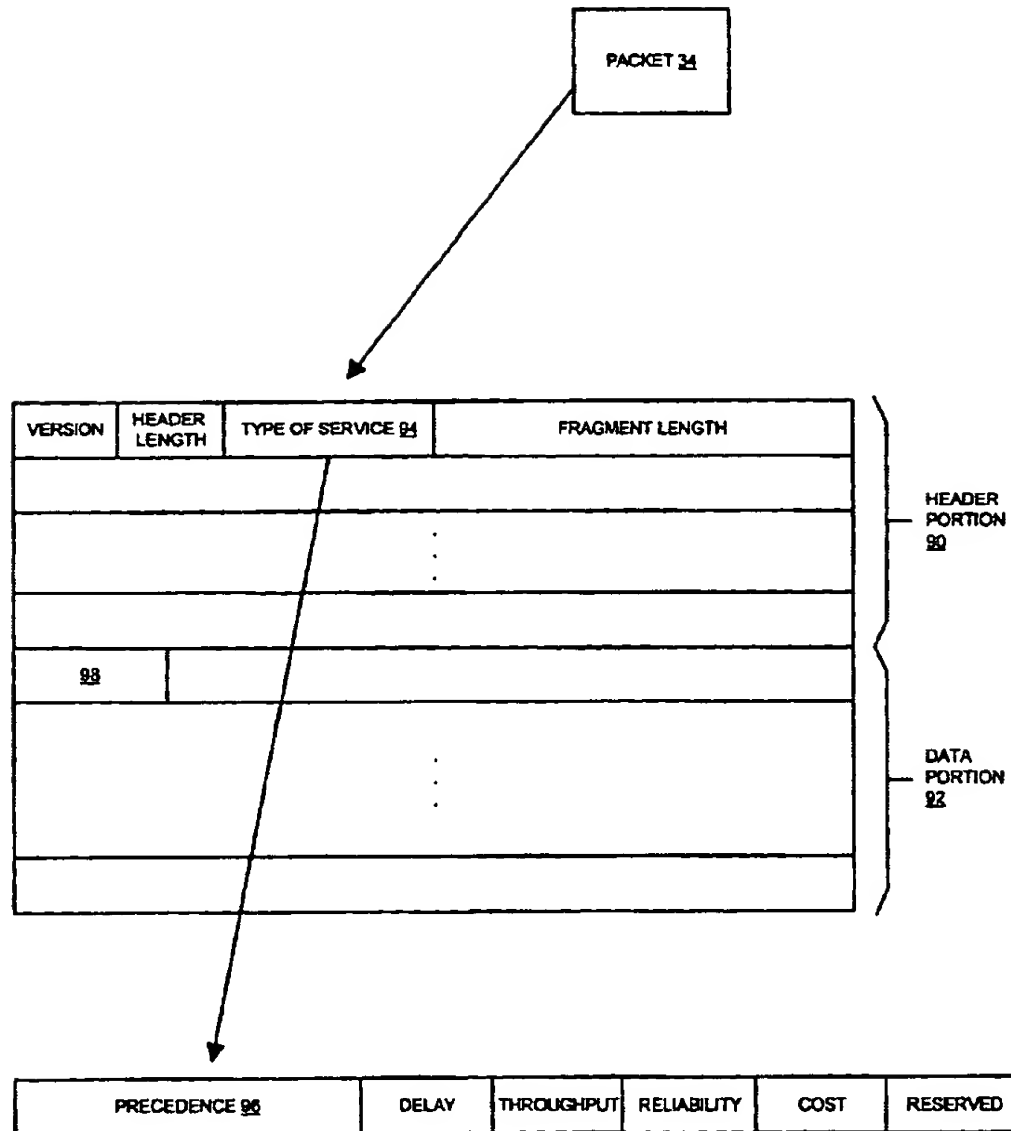 PACKET 34
VERSION
HEADER
LENGTH
TYPE OF SERVICE 94
FRAGMENT LENGTH
HEADER
PORTION
90
98
DATA
PORTION
92
PRECEDENCE 96
DELAY
THROUGHPUT
RELIABILITY
COST
RESERVED